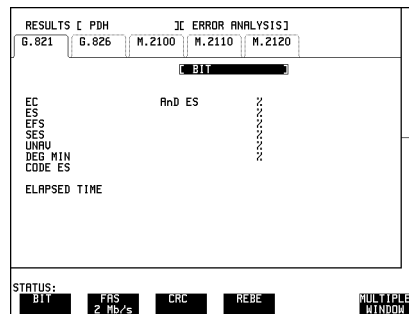 RESULTS [ PDH ][ ERROR ANALYSIS]
G.821 G.826 M.2100 M.2110 M.2120
[ BIT ]
EC AnD ES %
ES %
EFS %
SES %
UNAV %
DEG MIN %
CODE ES
ELAPSED TIME
STATUS:
BIT FAS 2 Mb/s CRC REBE MULTIPLE WINDOW